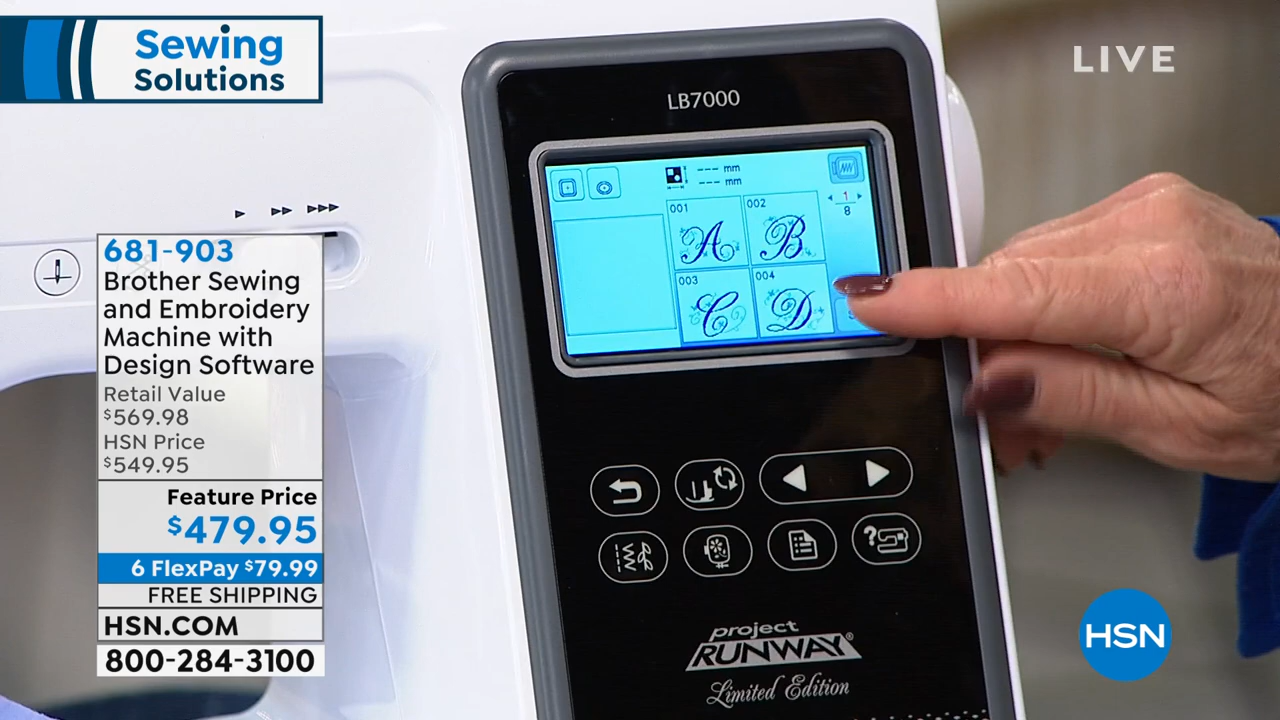 Sewing
Solutions
LIVE
LB7000
--- mm
--- mm
001
002
1
8
A
B
003
004
C
D
681-903
Brother Sewing
and Embroidery
Machine with
Design Software
Retail Value
$569.98
HSN Price
$549.95
Feature Price
$479.95
6 FlexPay $79.99
FREE SHIPPING
HSN.COM
800-284-3100
project
RUNWAY®
Limited Edition
HSN